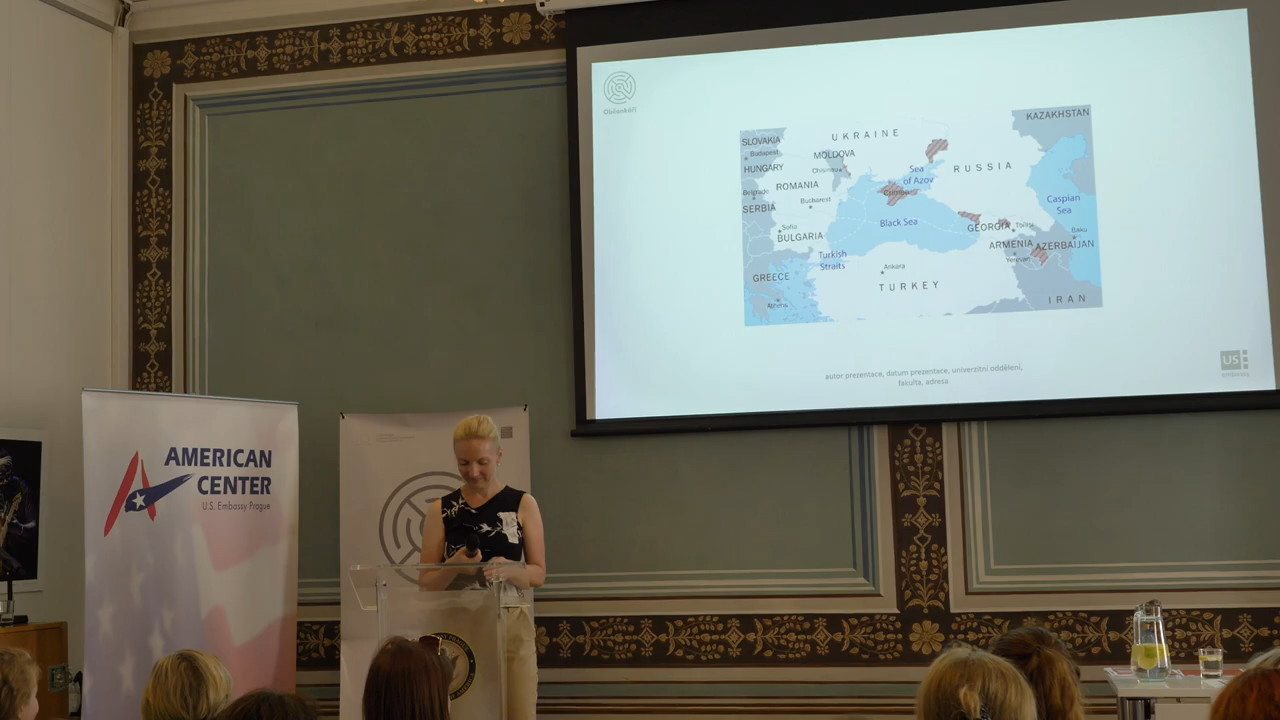 Občankáři
KAZAKHSTAN
UKRAINE
SLOVAKIA
Budapest
MOLDOVA
Chisinau
HUNGARY
RUSSIA
Sea
of Azov
ROMANIA
Belgrade
Crimea
Bucharest
SERBIA
Caspian
Sea
Black Sea
Sofia
GEORGIA
Tbilisi
BULGARIA
Baku
ARMENIA
AZERBAIJAN
Turkish
Straits
Yerevan
Ankara
GREECE
TURKEY
Athens
IRAN
autor prezentace, datum prezentace, univerzitní oddělení,
fakulta, adresa
US
AMERICAN
CENTER
U.S. Embassy Prague